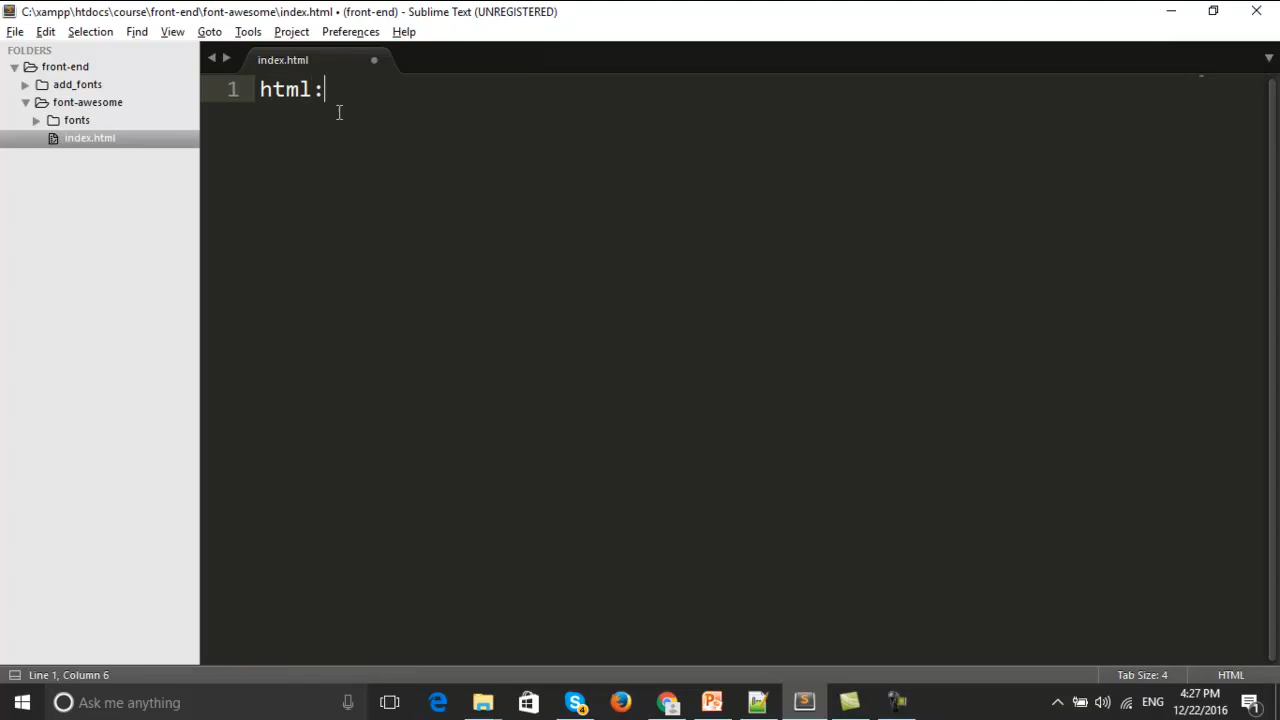 C:\xampp\htdocs\course\front-end\font-awesome\index.html • (front-end) - Sublime Text (UNREGISTERED)
File Edit Selection Find View Goto Tools Project Preferences Help
FOLDERS
front-end
add_fonts
font-awesome
fonts
index.html
index.html
1 html:
Line 1, Column 6
Tab Size: 4
HTML
Ask me anything
4
ENG
4:27 PM
12/22/2016
1